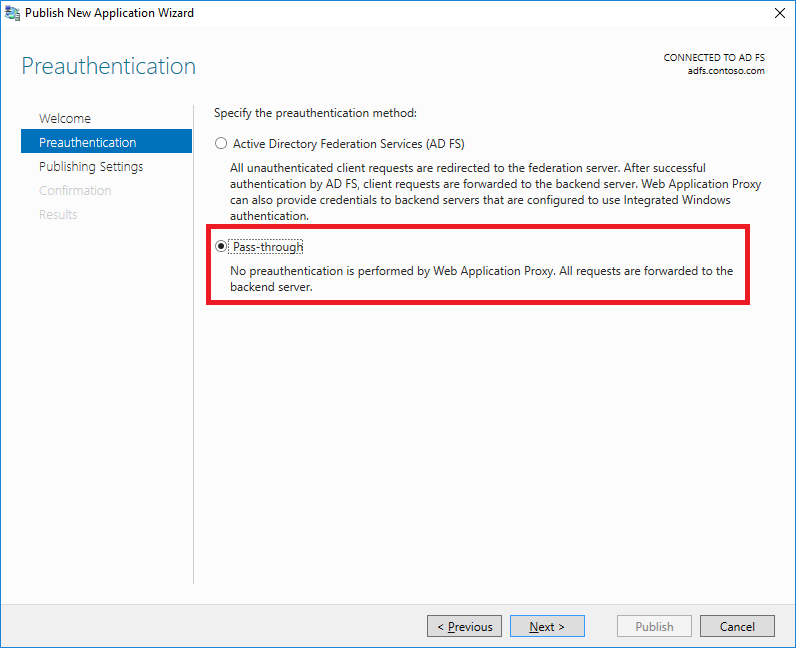 Publish New Application Wizard
Preauthentication
CONNECTED TO AD FS
adfs.contoso.com
Welcome
Preauthentication
Publishing Settings
Confirmation
Results
Specify the preauthentication method:
Active Directory Federation Services (AD FS)
All unauthenticated client requests are redirected to the federation server. After successful
authentication by AD FS, client requests are forwarded to the backend server. Web Application Proxy
can also provide credentials to backend servers that are configured to use Integrated Windows
authentication.
Pass-through
No preauthentication is performed by Web Application Proxy. All requests are forwarded to the
backend server.
< Previous
Next >
Publish
Cancel